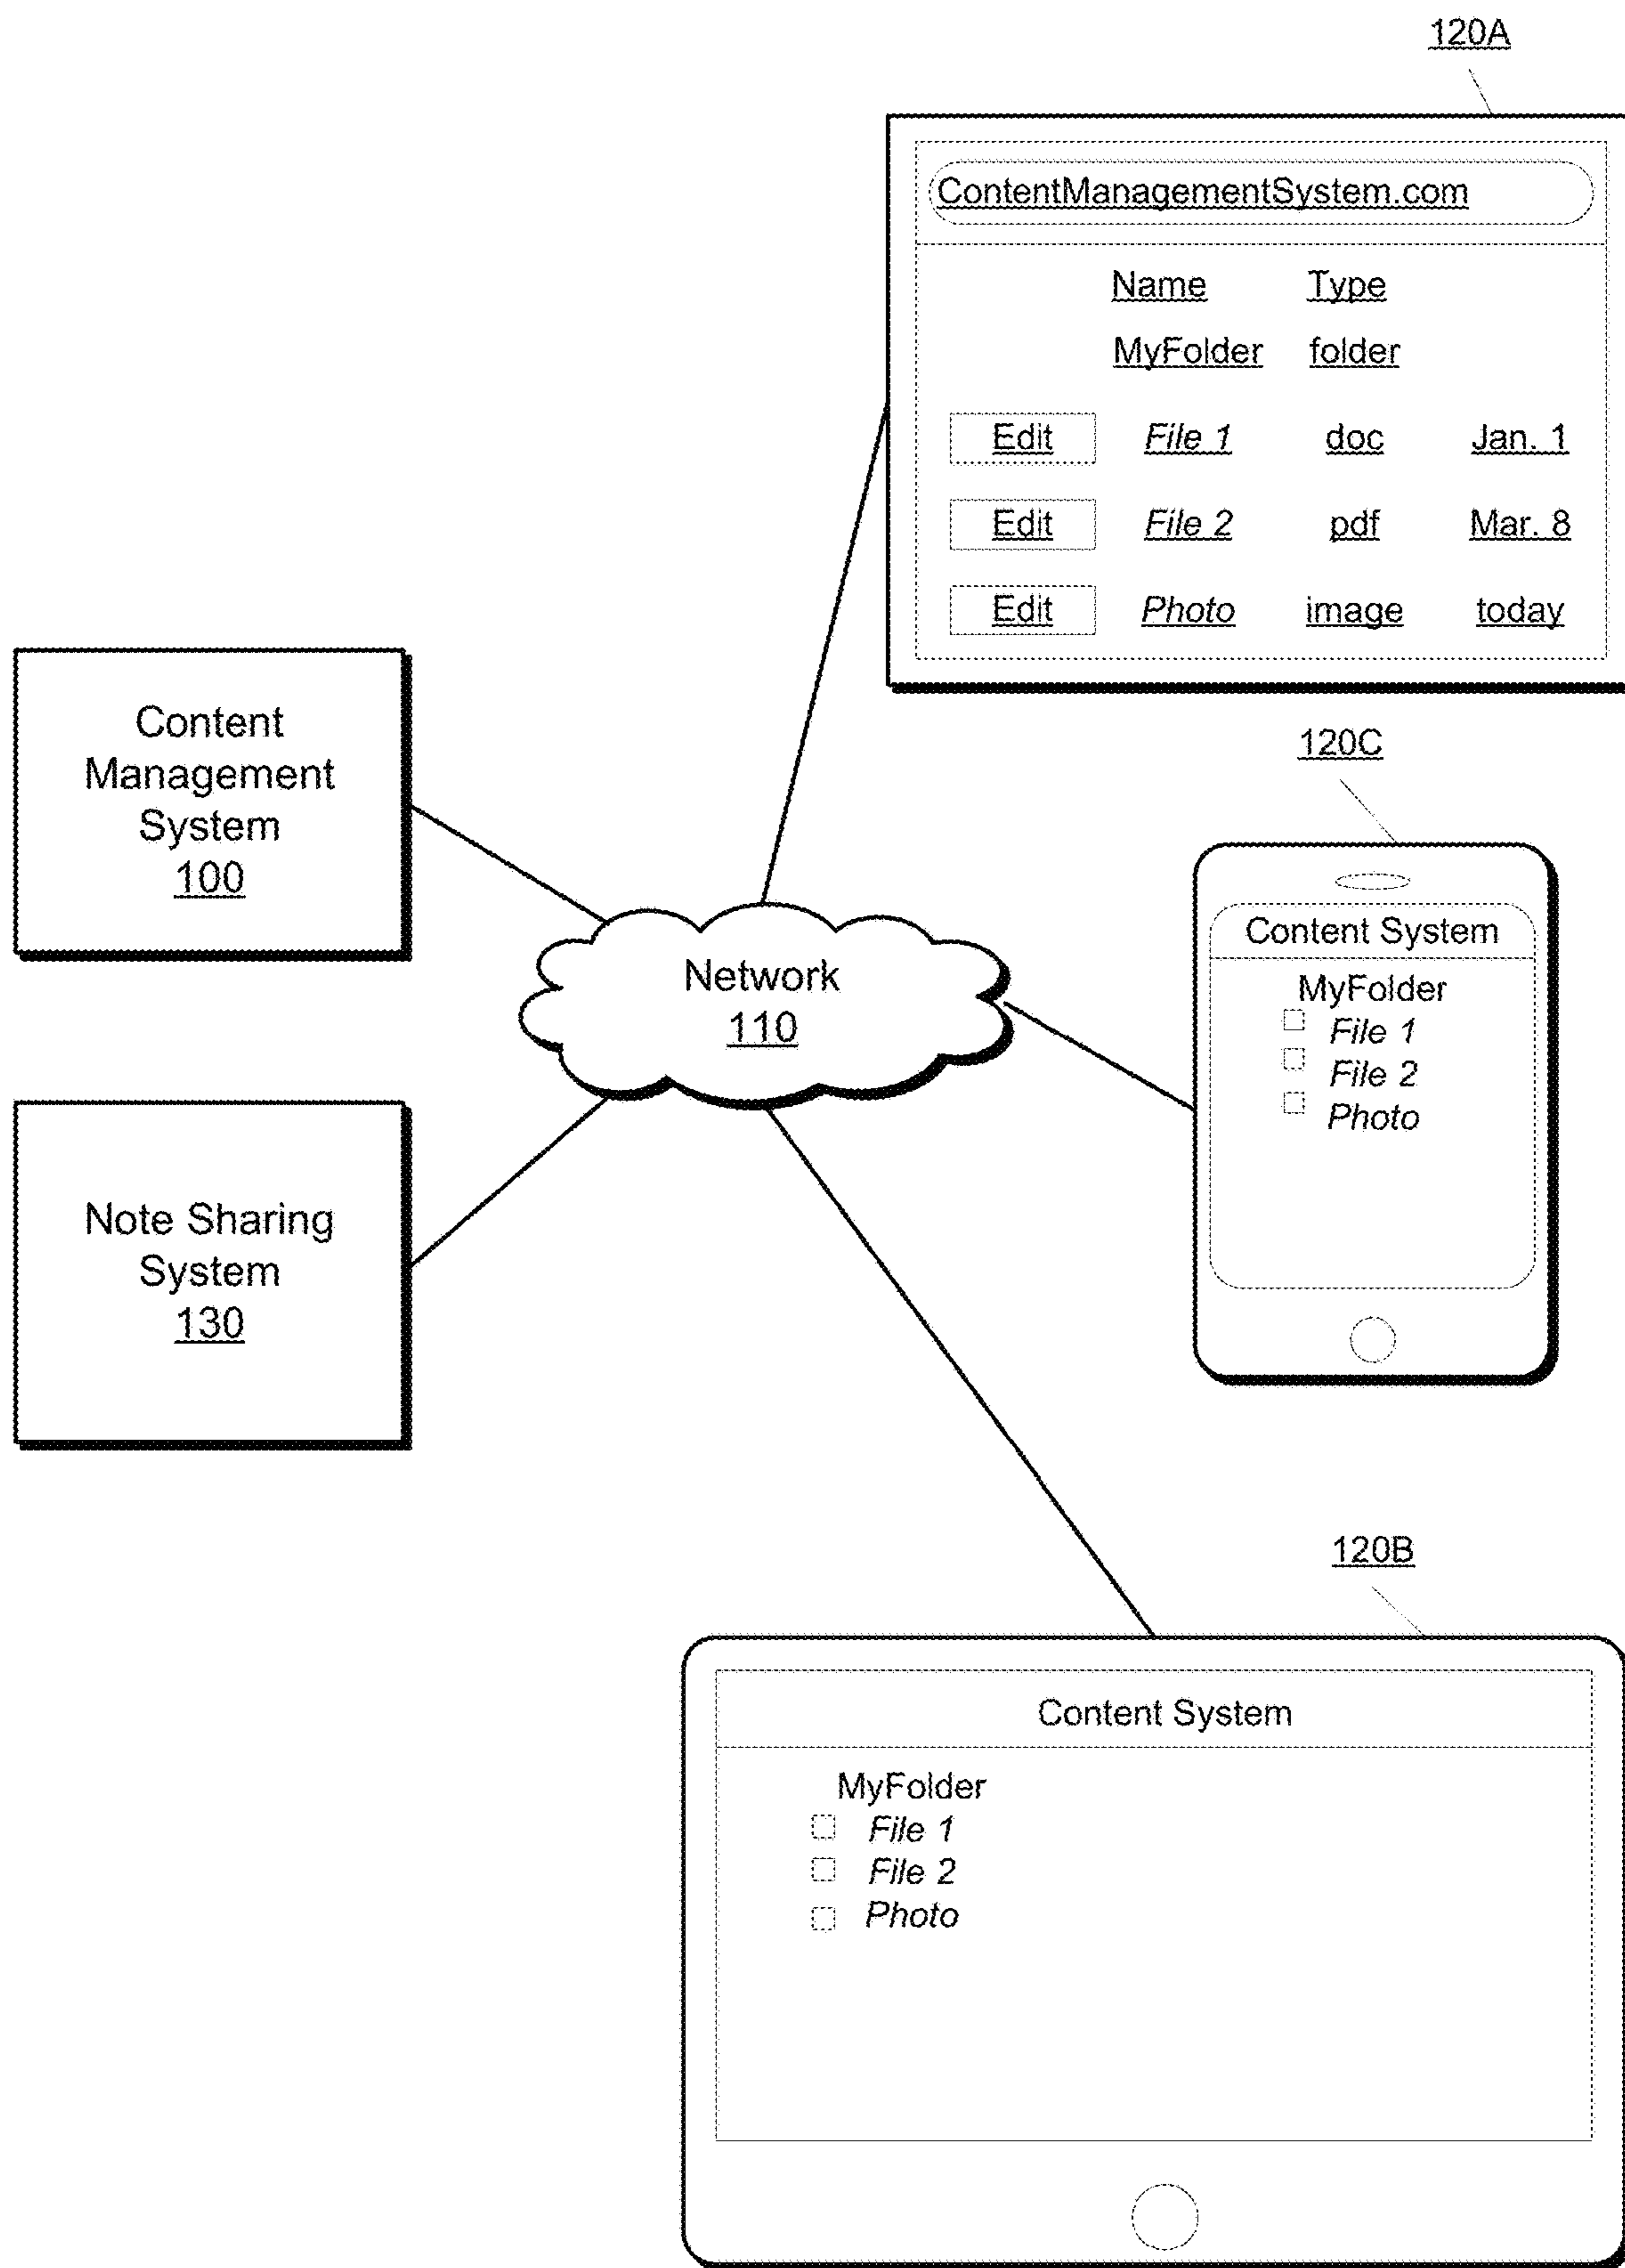 120A
ContentManagementSystem.com
Name Type
MyFolder folder
Edit File 1 doc Jan. 1
Edit File 2 pdf Mar. 8
Edit Photo image today
Content
Management
System
100
120C
Content System
MyFolder
File 1
File 2
Photo
Network
110
Note Sharing
System
130
120B
Content System
MyFolder
File 1
File 2
Photo